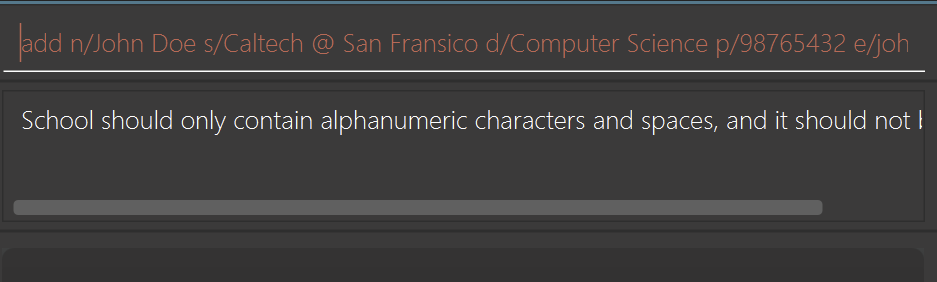 add n/John Doe s/Caltech @ San Fransico d/Computer Science p/98765432 e/joh
School should only contain alphanumeric characters and spaces, and it should not